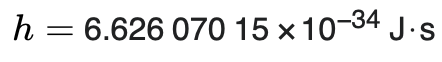 h = 6.626 070 15 × 10⁻³⁴ J·s